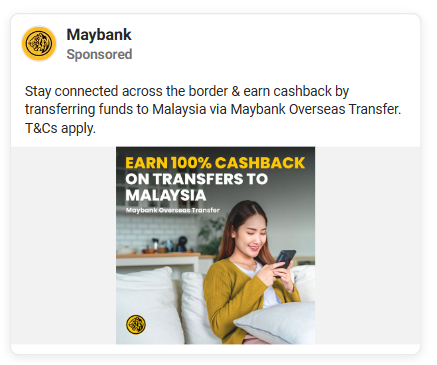 Maybank
Sponsored
Stay connected across the border & earn cashback by
transferring funds to Malaysia via Maybank Overseas Transfer.
T&Cs apply.
EARN 100% CASHBACK
ON TRANSFERS TO
MALAYSIA
Maybank Overseas Transfer